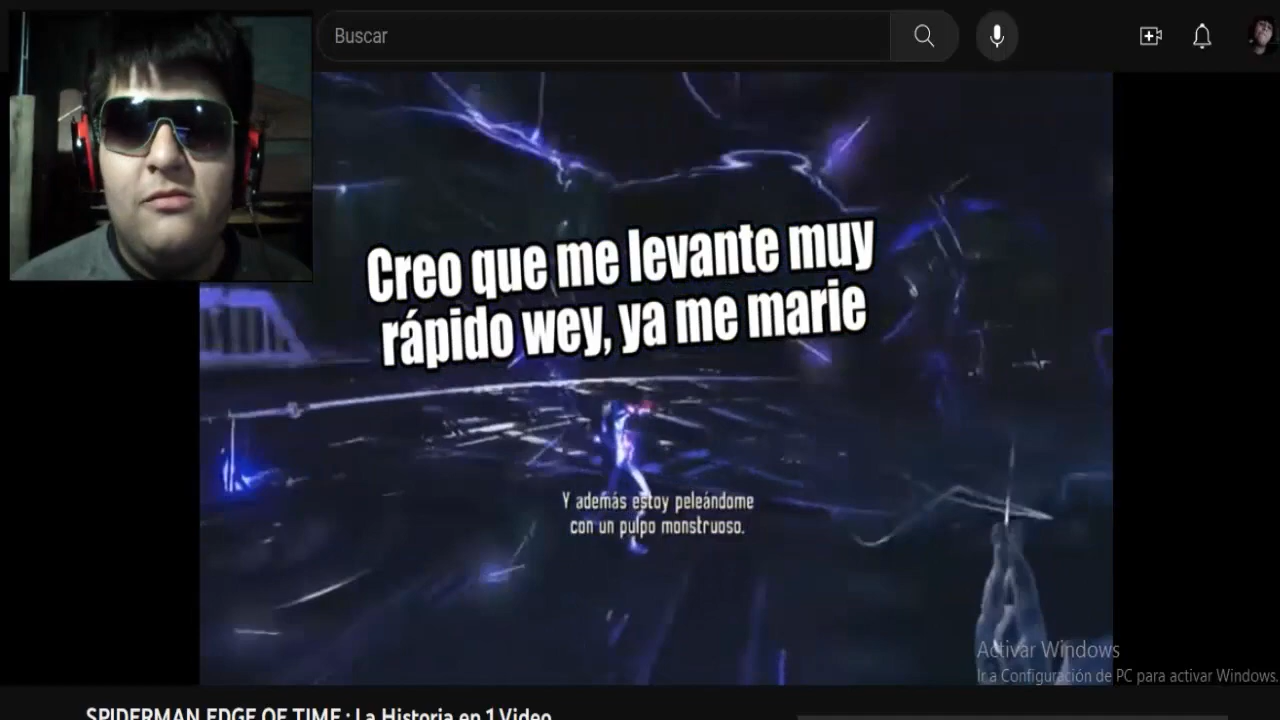 Buscar
Creo que me levante muy
rápido wey, ya me marie
Y además estoy peleándome
con un pulpo monstruoso.
Activar Windows
Ir a Configuración de PC para activar Windows.
SPIDERMAN EDGE OF TIME : La Historia en 1 Video